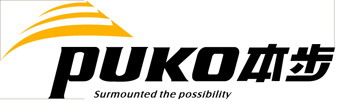 PUKO本步
Surmounted the possibility